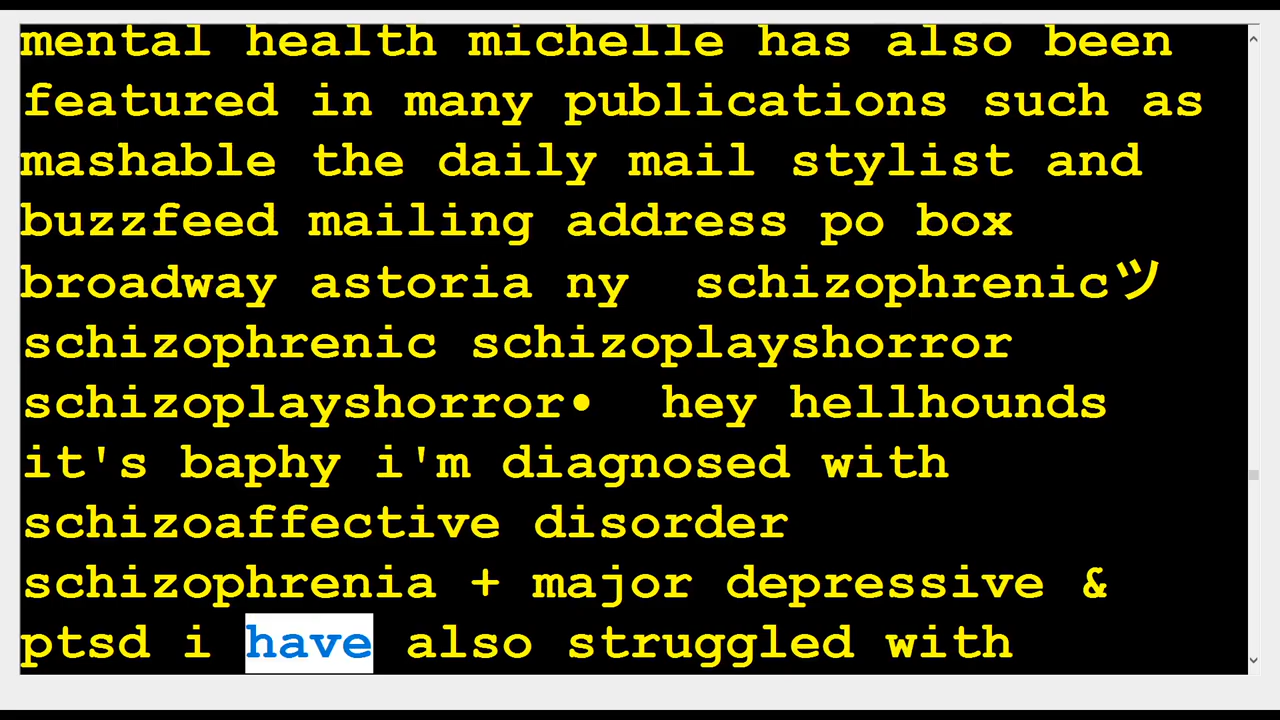 mental health michelle has also been
featured in many publications such as
mashable the daily mail stylist and
buzzfeed mailing address po box
broadway astoria ny  schizophrenicツ
schizophrenic schizoplayshorror
schizoplayshorror•  hey hellhounds
it's baphy i'm diagnosed with
schizoaffective disorder
schizophrenia + major depressive &
ptsd i have also struggled with